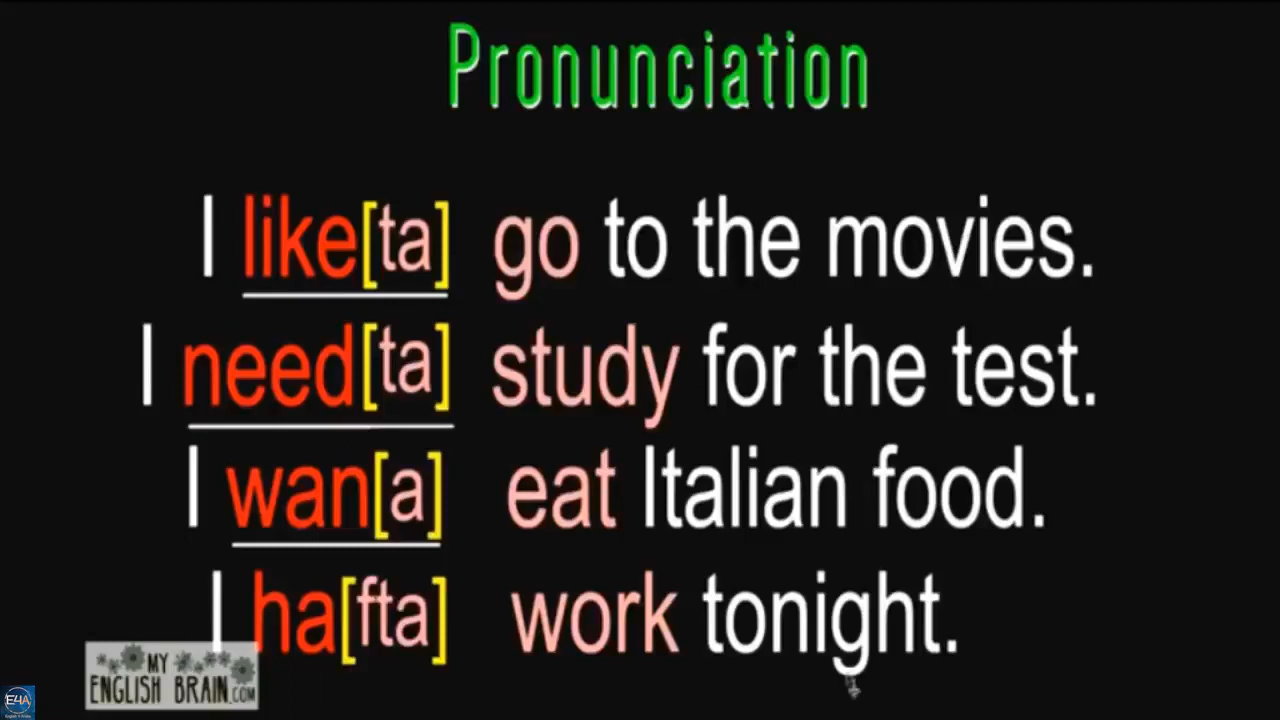 Pronunciation
I like[ta] go to the movies.
I need[ta] study for the test.
I wan[a] eat Italian food.
I ha[fta] work tonight.
MY
ENGLISH BRAIN.COM
E4A